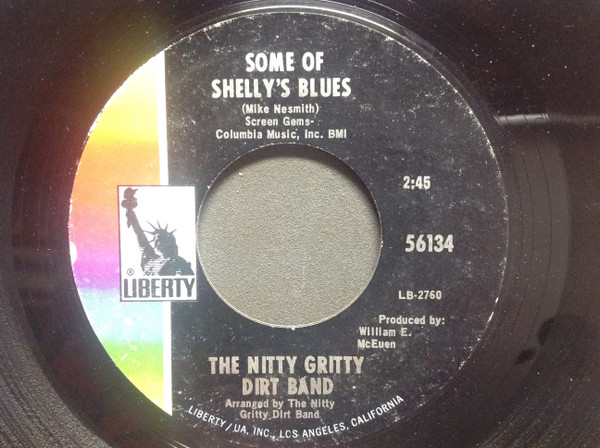 SOME OF
SHELLY'S BLUES
(Mike Nesmith)
Screen Gems-
Columbia Music, Inc. BMI
2:45
56134
® LIBERTY
LB-2760
Produced by:
William E.
McEuen
THE NITTY GRITTY
DIRT BAND
Arranged by The Nitty
Gritty Dirt Band
LIBERTY/UA, INC., LOS ANGELES, CALIFORNIA